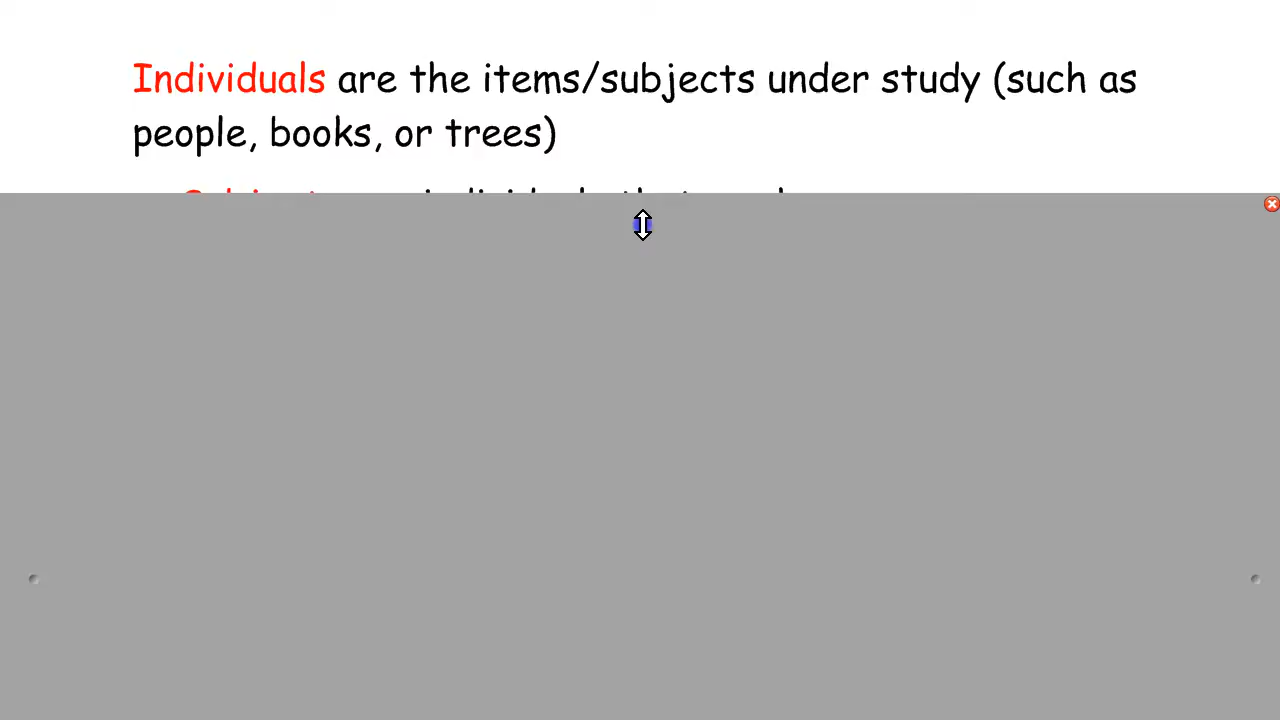 Individuals are the items/subjects under study (such as
people, books, or trees)